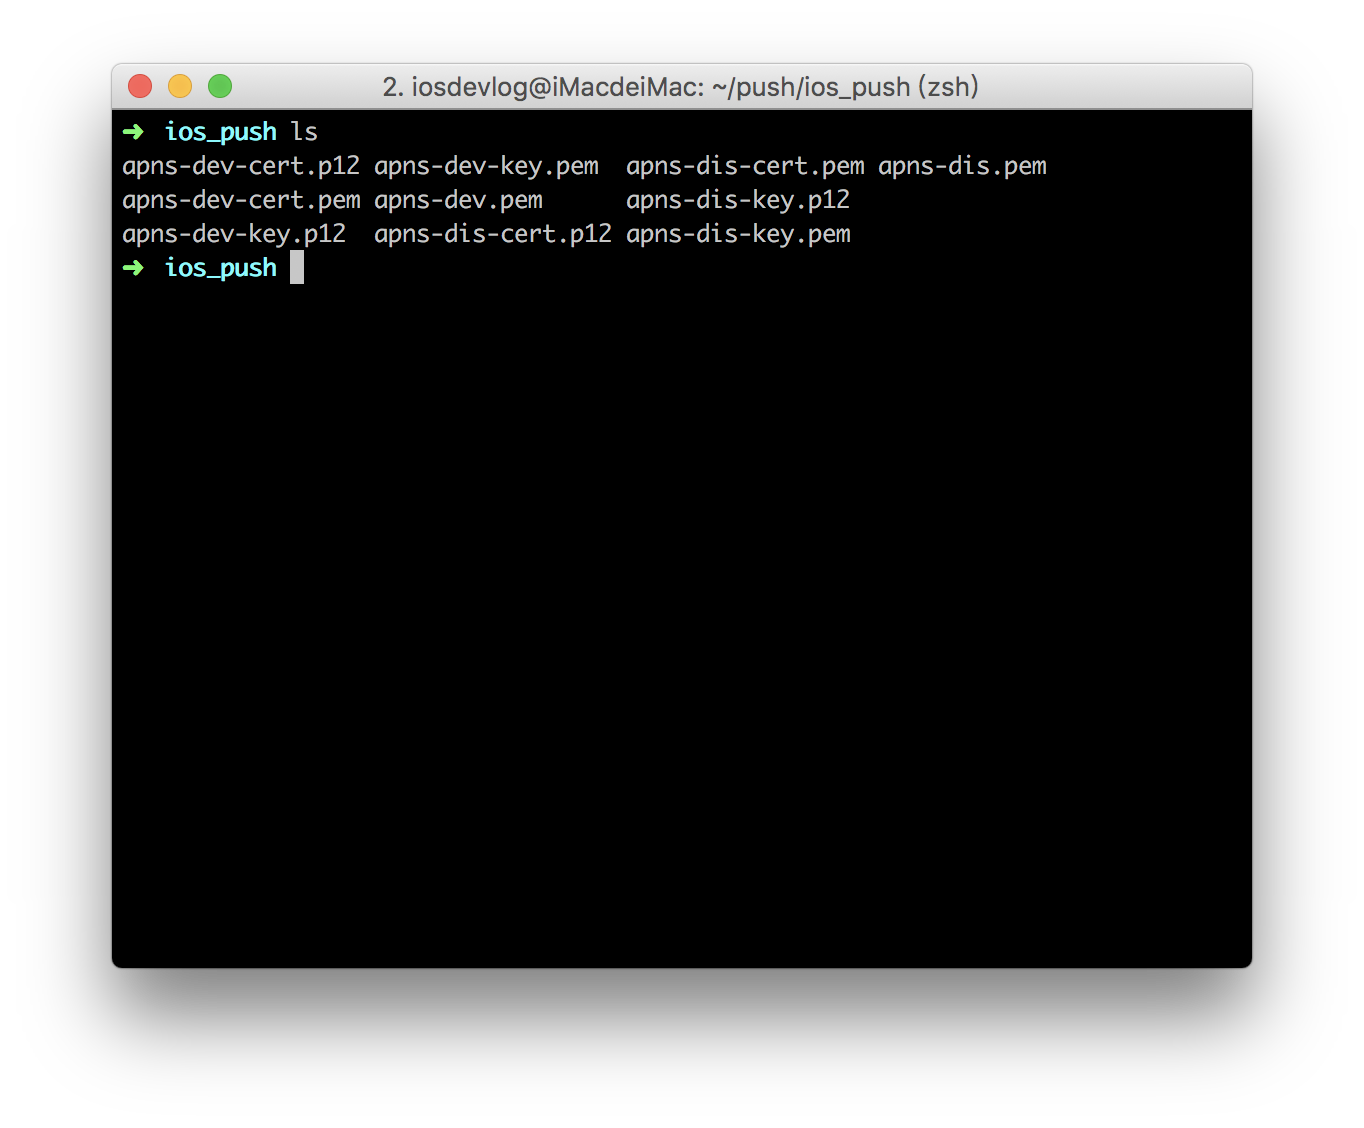 2. iosdevlog@iMacdeiMac: ~/push/ios_push (zsh)
➜ ios_push ls
apns-dev-cert.p12 apns-dev-key.pem apns-dis-cert.pem apns-dis.pem
apns-dev-cert.pem apns-dev.pem apns-dis-key.p12
apns-dev-key.p12 apns-dis-cert.p12 apns-dis-key.pem
➜ ios_push